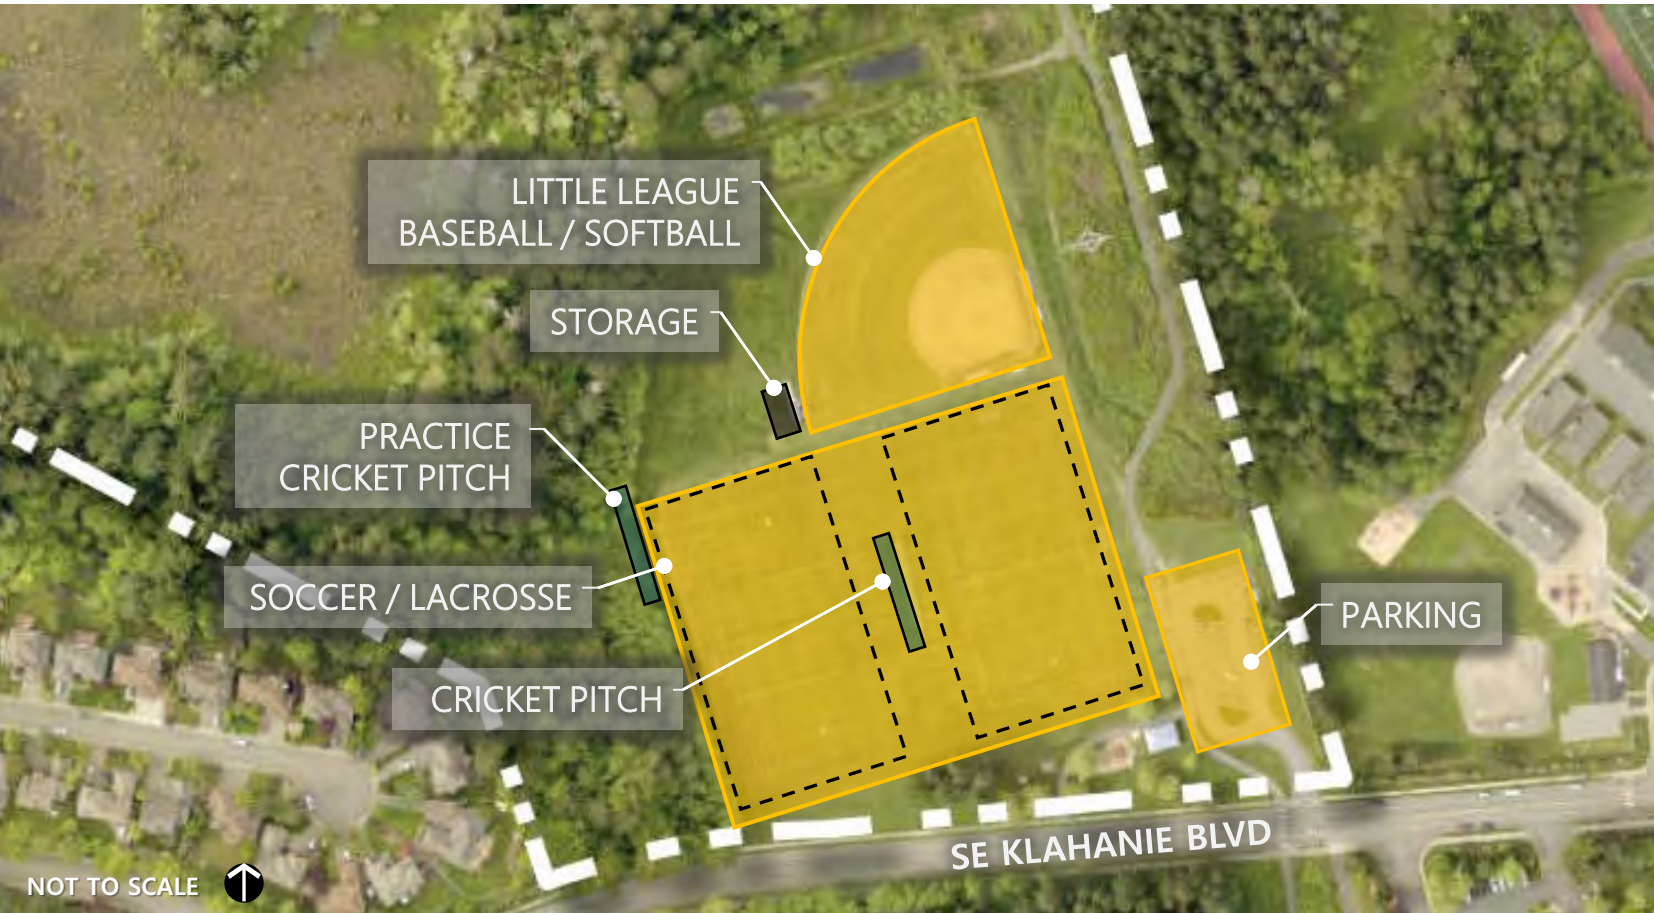 LITTLE LEAGUE
BASEBALL / SOFTBALL
STORAGE
PRACTICE
CRICKET PITCH
SOCCER / LACROSSE
CRICKET PITCH
PARKING
SE KLAHANIE BLVD
NOT TO SCALE